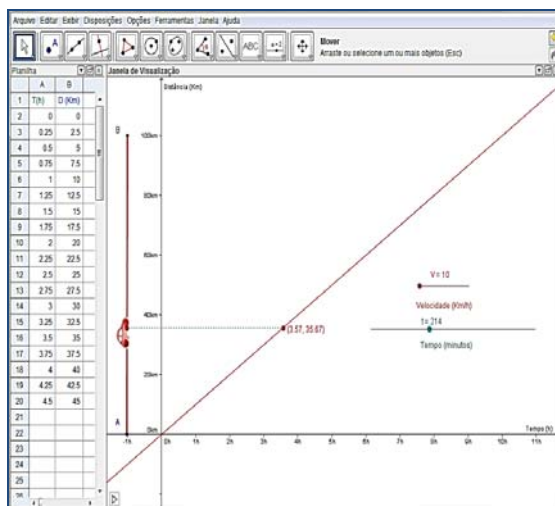 Arquivo Editar Exibir Disposições Opções Ferramentas Janela Ajuda
A
ABC
a=2
Mover
Arraste ou selecione um ou mais objetos (Esc)
Planilha
Janela de Visualização
A B
1 T(h) D (Km)
2 0 0
3 0.25 2.5
4 0.5 5
5 0.75 7.5
6 1 10
7 1.25 12.5
8 1.5 15
9 1.75 17.5
10 2 20
11 2.25 22.5
12 2.5 25
13 2.75 27.5
14 3 30
15 3.25 32.5
16 3.5 35
17 3.75 37.5
18 4 40
19 4.25 42.5
20 4.5 45
21
22
23
24
25
Distância (Km)
B
100km
80km
60km
40km
20km
0km
A
(3.57, 35.67)
V = 10
Velocidade (Km/h)
t = 214
Tempo (minutos)
Tempo (h)
-1h 0h 1h 2h 3h 4h 5h 6h 7h 8h 9h 10h 11h